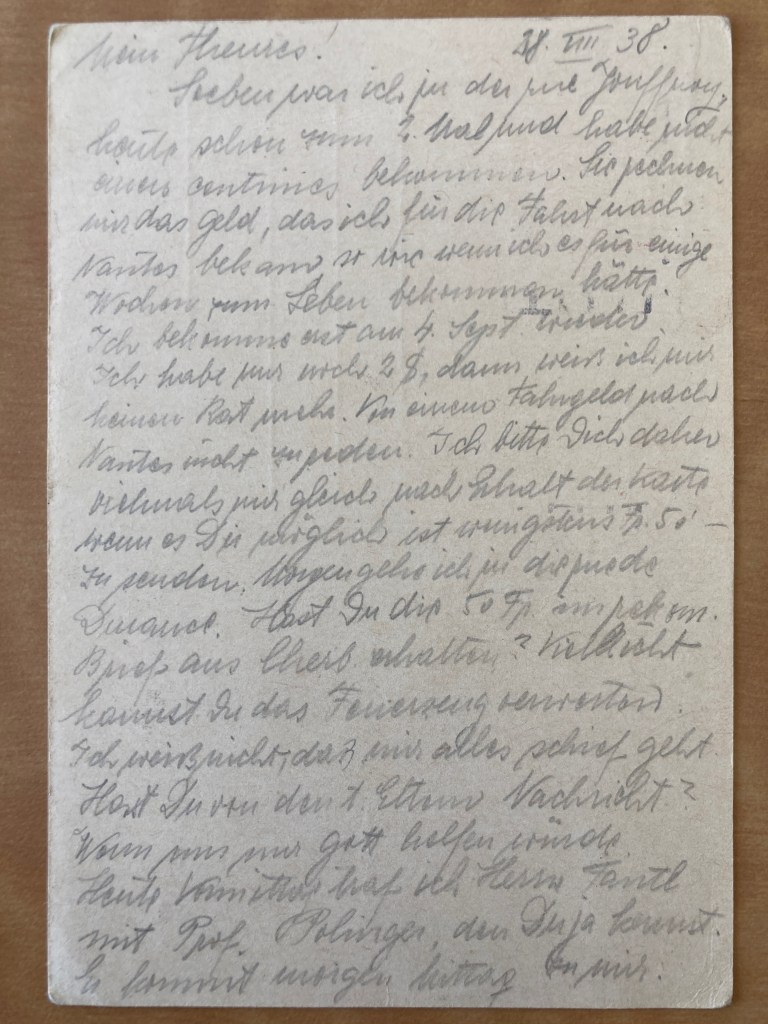 Mein Theures! 28. VIII 38.
Soeben war ich in der rue Jouffroy,
heute schon zum 2. Mal und habe nicht
einen centimes bekommen. Sie rechnen
mir das Geld, das ich für die Fahrt nach
Nantes bekam so wie wenn ich es für einige
Wochen zum Leben bekommen hätte.
Ich bekomme erst am 4. Sept wieder.
Ich habe nur noch 2 , dann weiß ich mir
keinen Rat mehr. Von einem Fahrgeld nach
Nantes nicht zu reden. Ich bitte Dich daher
vielmals mir gleich nach Erhalt der Karte
wenn es Dir möglich ist wenigstens Fr. 50 –
zu senden. Morgen gehe ich in die rue de
Durance. Hast Du die 50 Fr. im rekom.
Brief aus Cherb. erhalten? Vielleicht
kannst Du das Feuerzeug verwerten.
Ich weiß nicht, daß mir alles schief geht.
Hast Du von den l. Eltern Nachricht?
Wenn uns nur Gott helfen würde
Heute Vormittag traf ich Herrn Fantl
mit Prof. Polinger, den Du ja kennst.
Er kommt morgen Mittag zu mir.